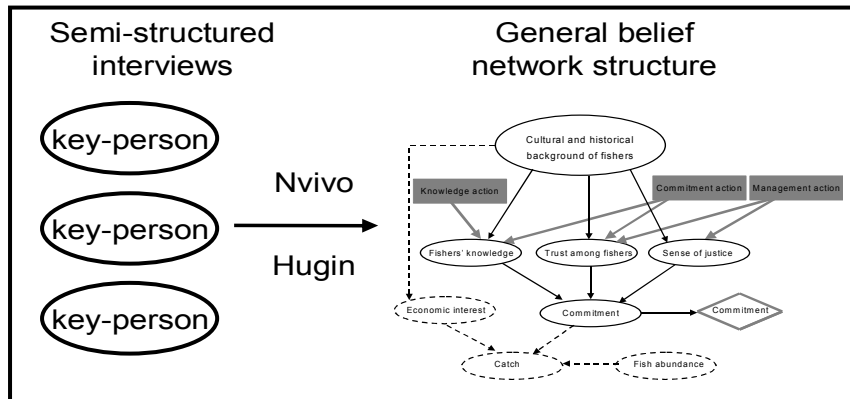 Semi-structured
interviews
key-person
key-person
key-person
Nvivo
Hugin
General belief
network structure
Cultural and historical
background of fishers
Knowledge action
Commitment action
Management action
Fishers' knowledge
Trust among fishers
Sense of justice
Economic interest
Commitment
Commitment
Catch
Fish abundance